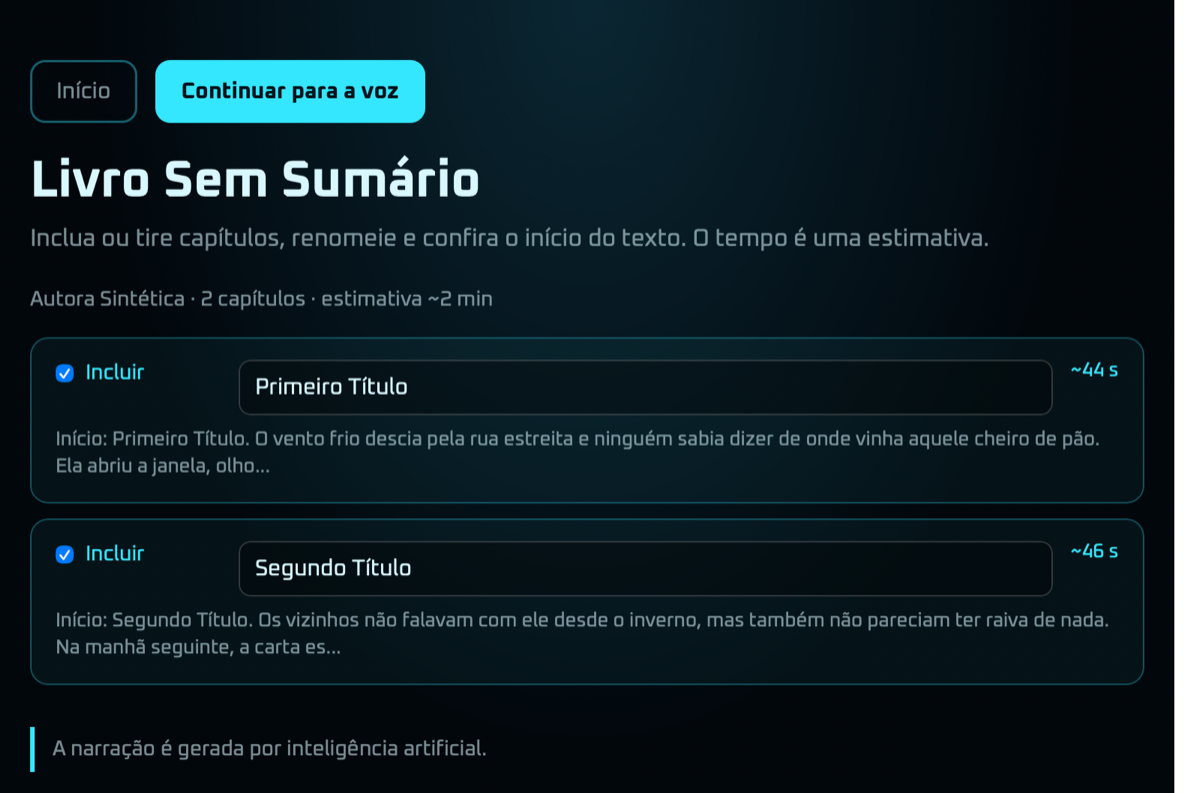 Início
Continuar para a voz
Livro Sem Sumário
Inclua ou tire capítulos, renomeie e confira o início do texto. O tempo é uma estimativa.
Autora Sintética · 2 capítulos · estimativa ~2 min
Incluir
Primeiro Título
~44 s
Início: Primeiro Título. O vento frio descia pela rua estreita e ninguém sabia dizer de onde vinha aquele cheiro de pão.
Ela abriu a janela, olho...
Incluir
Segundo Título
~46 s
Início: Segundo Título. Os vizinhos não falavam com ele desde o inverno, mas também não pareciam ter raiva de nada.
Na manhã seguinte, a carta es...
A narração é gerada por inteligência artificial.